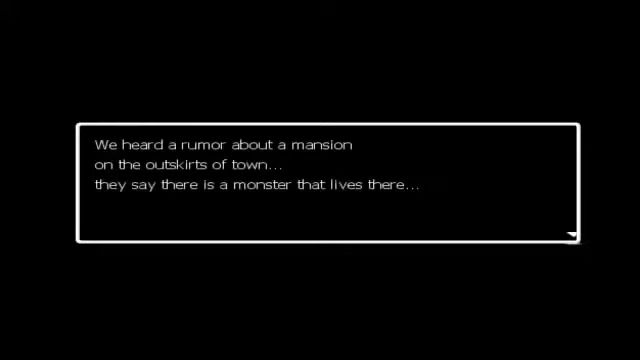 We heard a rumor about a mansion
on the outskirts of town...
they say there is a monster that lives there...